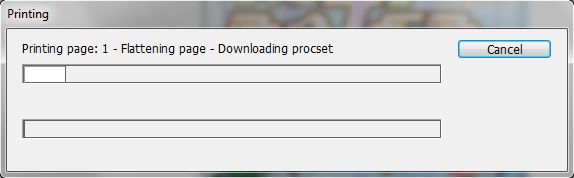 Printing
Printing page: 1 - Flattening page - Downloading procset
Cancel